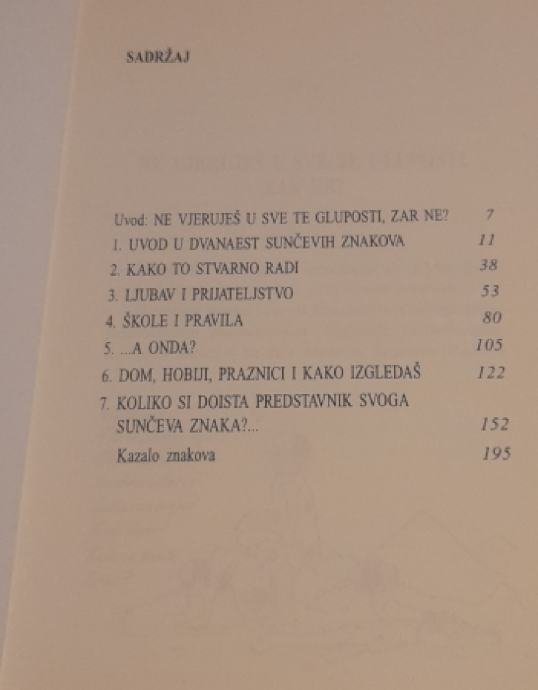 SADRŽAJ
Uvod: NE VJERUJEŠ U SVE TE GLUPOSTI, ZAR NE? 7
1. UVOD U DVANAEST SUNČEVIH ZNAKOVA 11
2. KAKO TO STVARNO RADI 38
3. LJUBAV I PRIJATELJSTVO 53
4. ŠKOLE I PRAVILA 80
5. ...A ONDA? 105
6. DOM, HOBIJI, PRAZNICI I KAKO IZGLEDAŠ 122
7. KOLIKO SI DOISTA PREDSTAVNIK SVOGA
SUNČEVA ZNAKA?... 152
Kazalo znakova 195